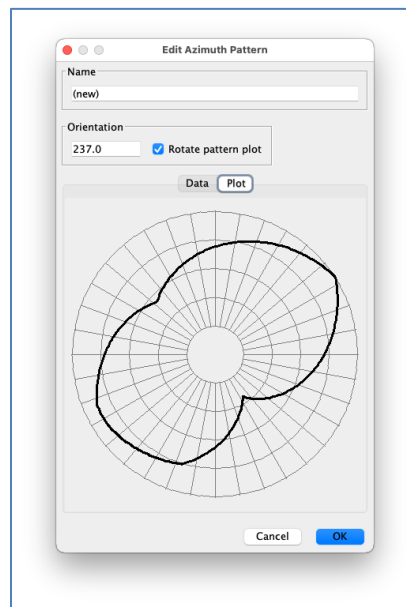 Edit Azimuth Pattern
Name
(new)
Orientation
237.0 Rotate pattern plot
Data Plot
Cancel OK